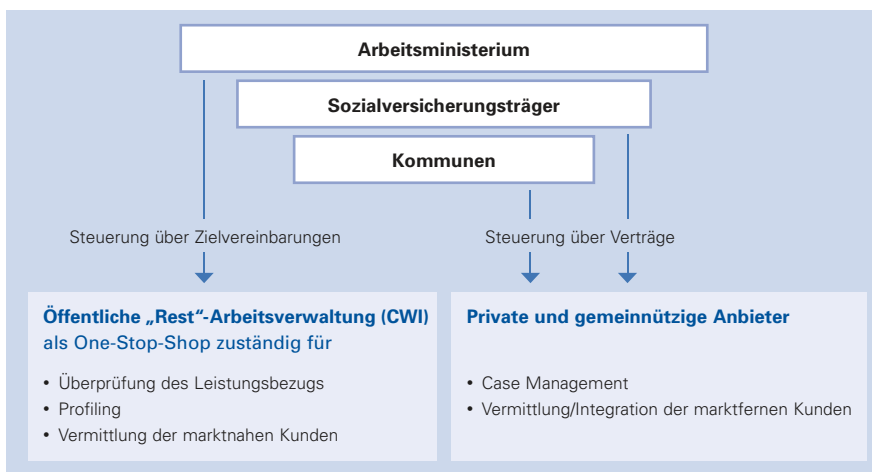 Arbeitsministerium
Sozialversicherungsträger
Kommunen
Steuerung über Zielvereinbarungen
Steuerung über Verträge
Öffentliche „Rest“-Arbeitsverwaltung (CWI)
als One-Stop-Shop zuständig für
• Überprüfung des Leistungsbezugs
• Profiling
• Vermittlung der marktnahen Kunden
Private und gemeinnützige Anbieter
• Case Management
• Vermittlung/Integration der marktfernen Kunden